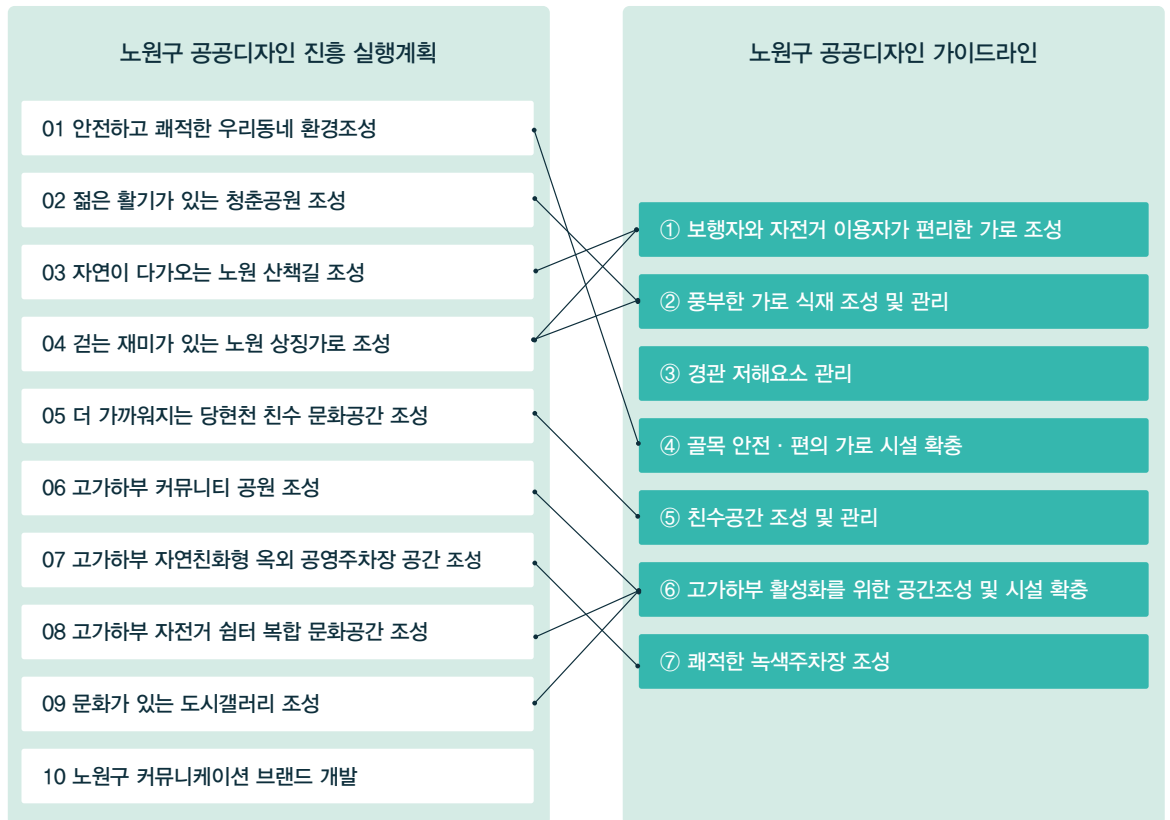 노원구 공공디자인 진흥 실행계획
01 안전하고 쾌적한 우리동네 환경조성
02 젊은 활기가 있는 청춘공원 조성
03 자연이 다가오는 노원 산책길 조성
04 걷는 재미가 있는 노원 상징가로 조성
05 더 가까워지는 당현천 친수 문화공간 조성
06 고가하부 커뮤니티 공원 조성
07 고가하부 자연친화형 옥외 공영주차장 공간 조성
08 고가하부 자전거 쉼터 복합 문화공간 조성
09 문화가 있는 도시갤러리 조성
10 노원구 커뮤니케이션 브랜드 개발
노원구 공공디자인 가이드라인
① 보행자와 자전거 이용자가 편리한 가로 조성
② 풍부한 가로 식재 조성 및 관리
③ 경관 저해요소 관리
④ 골목 안전 · 편의 가로 시설 확충
⑤ 친수공간 조성 및 관리
⑥ 고가하부 활성화를 위한 공간조성 및 시설 확충
⑦ 쾌적한 녹색주차장 조성